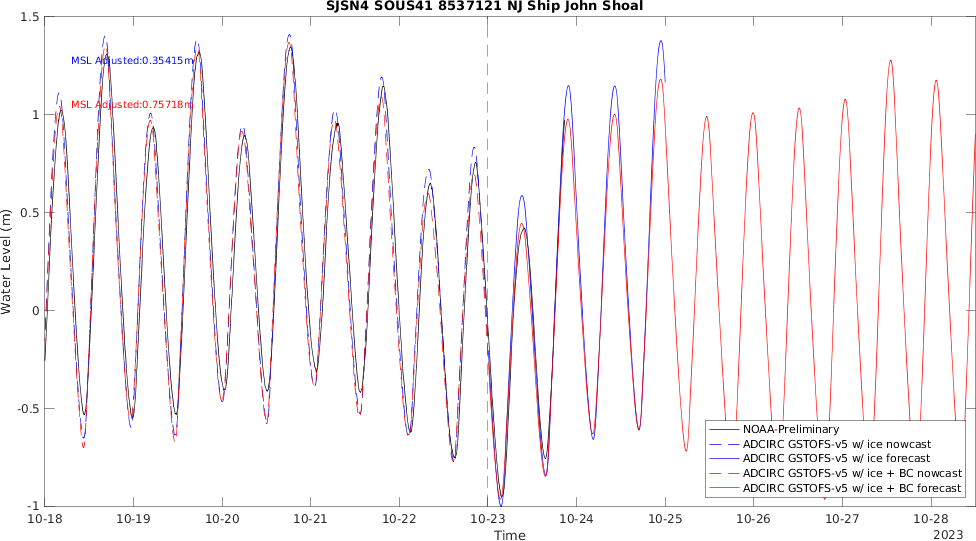 SJSN4 SOUS41 8537121 NJ Ship John Shoal
1.5
MSL Adjusted:0.35415m
MSL Adjusted:0.75718m
1
0.5
Water Level (m)
0
-0.5
-1
NOAA-Preliminary
ADCIRC GSTOFS-v5 w/ ice nowcast
ADCIRC GSTOFS-v5 w/ ice forecast
ADCIRC GSTOFS-v5 w/ ice + BC nowcast
ADCIRC GSTOFS-v5 w/ ice + BC forecast
10-18 10-19 10-20 10-21 10-22 10-23 10-24 10-25 10-26 10-27 10-28
Time
2023